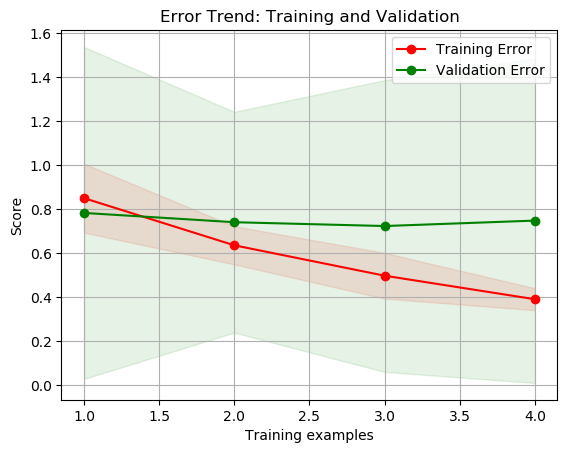 Error Trend: Training and Validation
1.6
1.4
1.2
1.0
0.8
0.6
0.4
0.2
0.0
Score
Training Error
Validation Error
1.0 1.5 2.0 2.5 3.0 3.5 4.0
Training examples